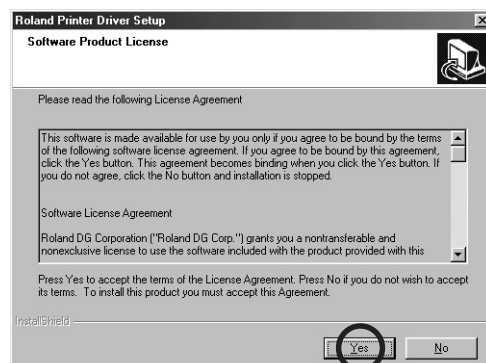 Roland Printer Driver Setup
Software Product License
Please read the following License Agreement
This software is made available for use by you only if you agree to be bound by the terms
of the following software license agreement. If you agree to be bound by this agreement,
click the Yes button. This agreement becomes binding when you click the Yes button. If
you do not agree, click the No button and installation is stopped.
Software License Agreement
Roland DG Corporation ("Roland DG Corp.") grants you a nontransferable and
nonexclusive license to use the software included with the product provided with this
Press Yes to accept the terms of the License Agreement. Press No if you do not wish to accept
its terms. To install this product you must accept this Agreement.
InstallShield
Yes
No